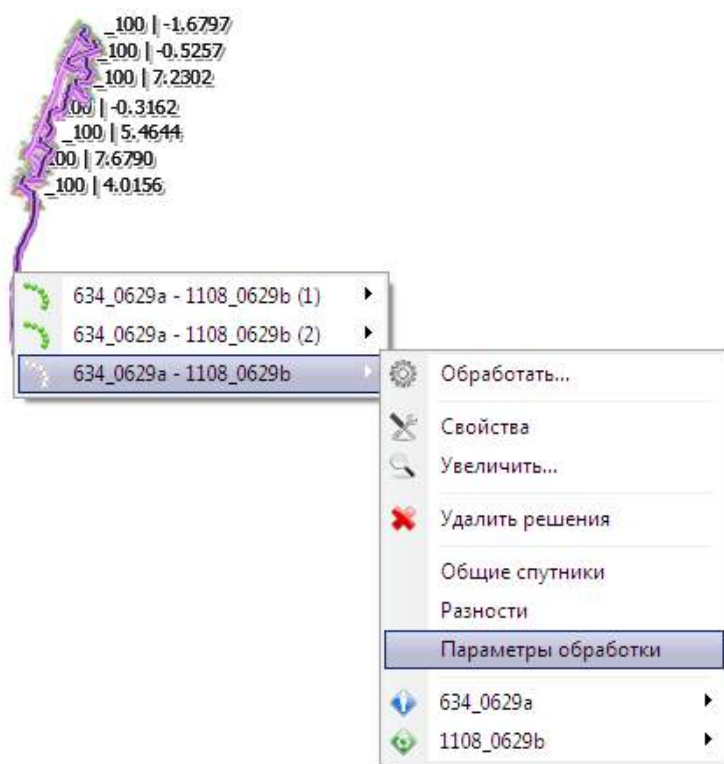 _100 | -1.6797
_100 | -0.5257
_100 | 7.2302
_100 | -0.3162
_100 | 5.4644
_100 | 7.6790
_100 | 4.0156
634_0629a - 1108_0629b (1)
634_0629a - 1108_0629b (2)
634_0629a - 1108_0629b
Обработать...
Свойства
Увеличить...
Удалить решения
Общие спутники
Разности
Параметры обработки
634_0629a
1108_0629b